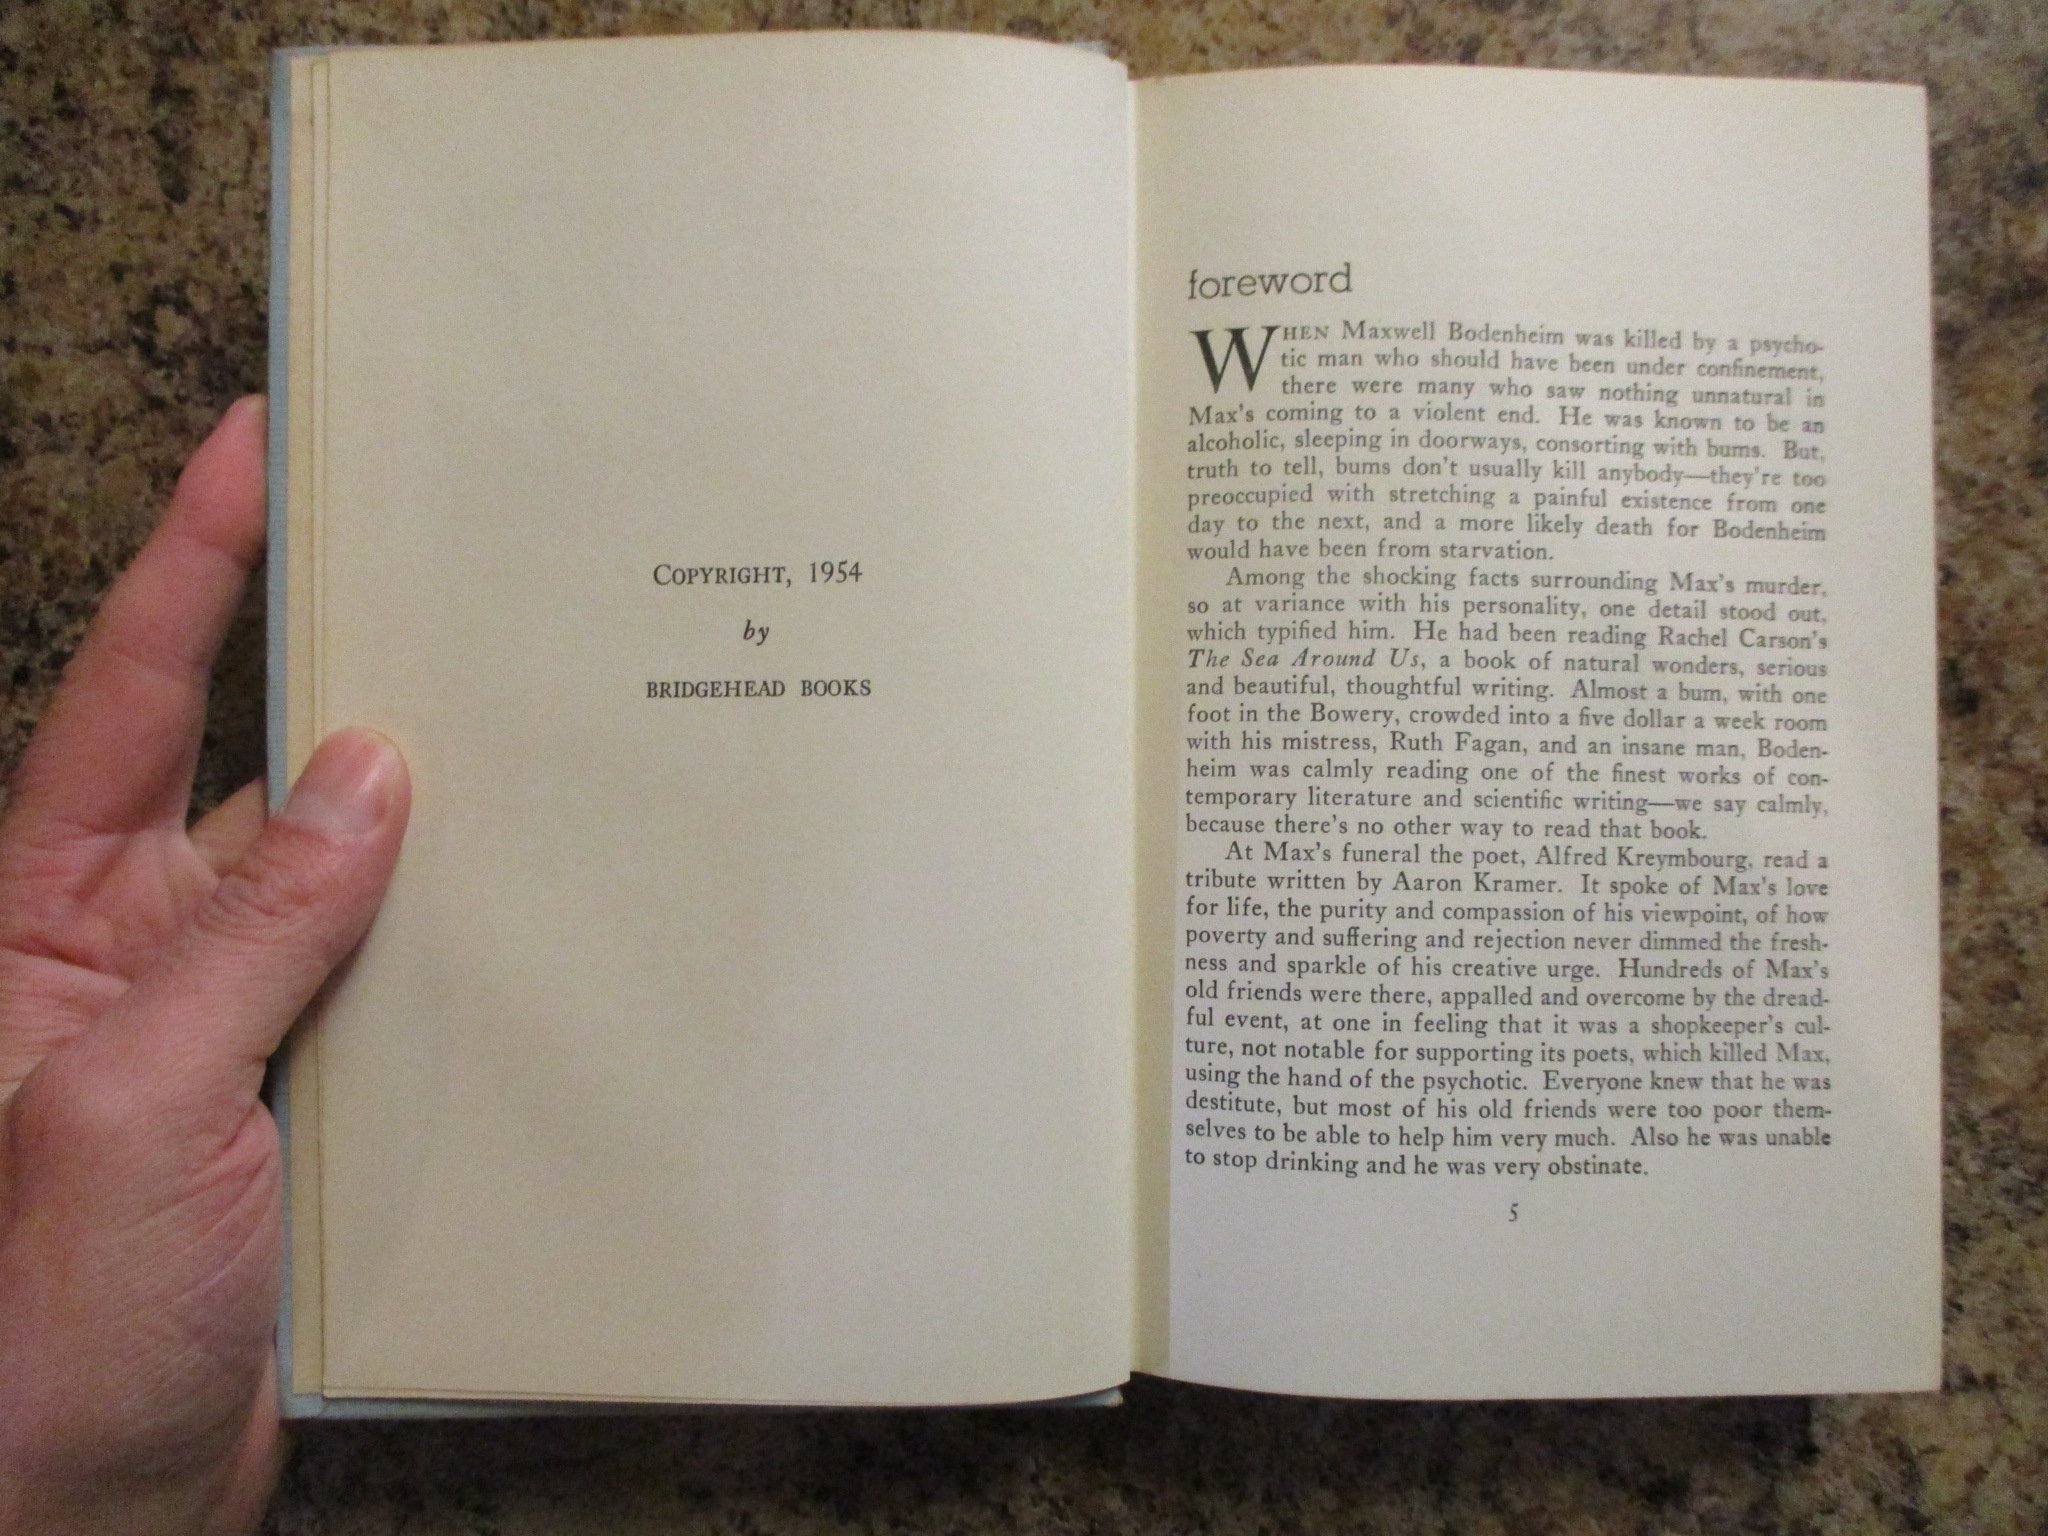 COPYRIGHT, 1954
by
BRIDGEHEAD BOOKS
foreword
WHEN Maxwell Bodenheim was killed by a psycho-
tic man who should have been under confinement,
there were many who saw nothing unnatural in
Max's coming to a violent end. He was known to be an
alcoholic, sleeping in doorways, consorting with bums. But,
truth to tell, bums don't usually kill anybody—they're too
preoccupied with stretching a painful existence from one
day to the next, and a more likely death for Bodenheim
would have been from starvation.
Among the shocking facts surrounding Max's murder,
so at variance with his personality, one detail stood out,
which typified him. He had been reading Rachel Carson's
The Sea Around Us, a book of natural wonders, serious
and beautiful, thoughtful writing. Almost a bum, with one
foot in the Bowery, crowded into a five dollar a week room
with his mistress, Ruth Fagan, and an insane man, Boden-
heim was calmly reading one of the finest works of con-
temporary literature and scientific writing—we say calmly,
because there's no other way to read that book.
At Max's funeral the poet, Alfred Kreymbourg, read a
tribute written by Aaron Kramer. It spoke of Max's love
for life, the purity and compassion of his viewpoint, of how
poverty and suffering and rejection never dimmed the fresh-
ness and sparkle of his creative urge. Hundreds of Max's
old friends were there, appalled and overcome by the dread-
ful event, at one in feeling that it was a shopkeeper's cul-
ture, not notable for supporting its poets, which killed Max,
using the hand of the psychotic. Everyone knew that he was
destitute, but most of his old friends were too poor them-
selves to be able to help him very much. Also he was unable
to stop drinking and he was very obstinate.
5